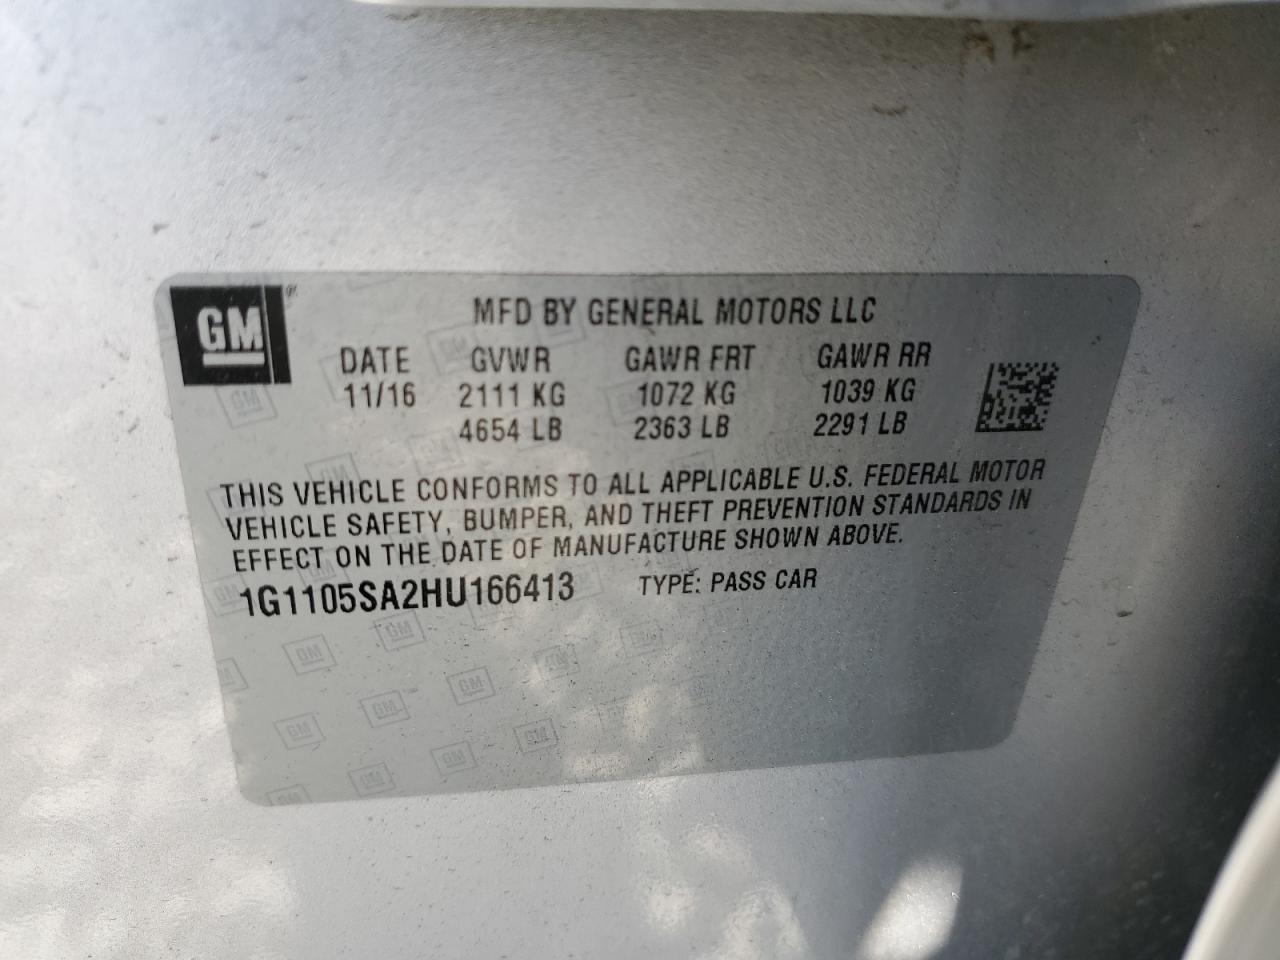 GM
MFD BY GENERAL MOTORS LLC
DATE GVWR GAWR FRT GAWR RR
11/16 2111 KG 1072 KG 1039 KG
4654 LB 2363 LB 2291 LB
THIS VEHICLE CONFORMS TO ALL APPLICABLE U.S. FEDERAL MOTOR
VEHICLE SAFETY, BUMPER, AND THEFT PREVENTION STANDARDS IN
EFFECT ON THE DATE OF MANUFACTURE SHOWN ABOVE.
1G1105SA2HU166413 TYPE: PASS CAR